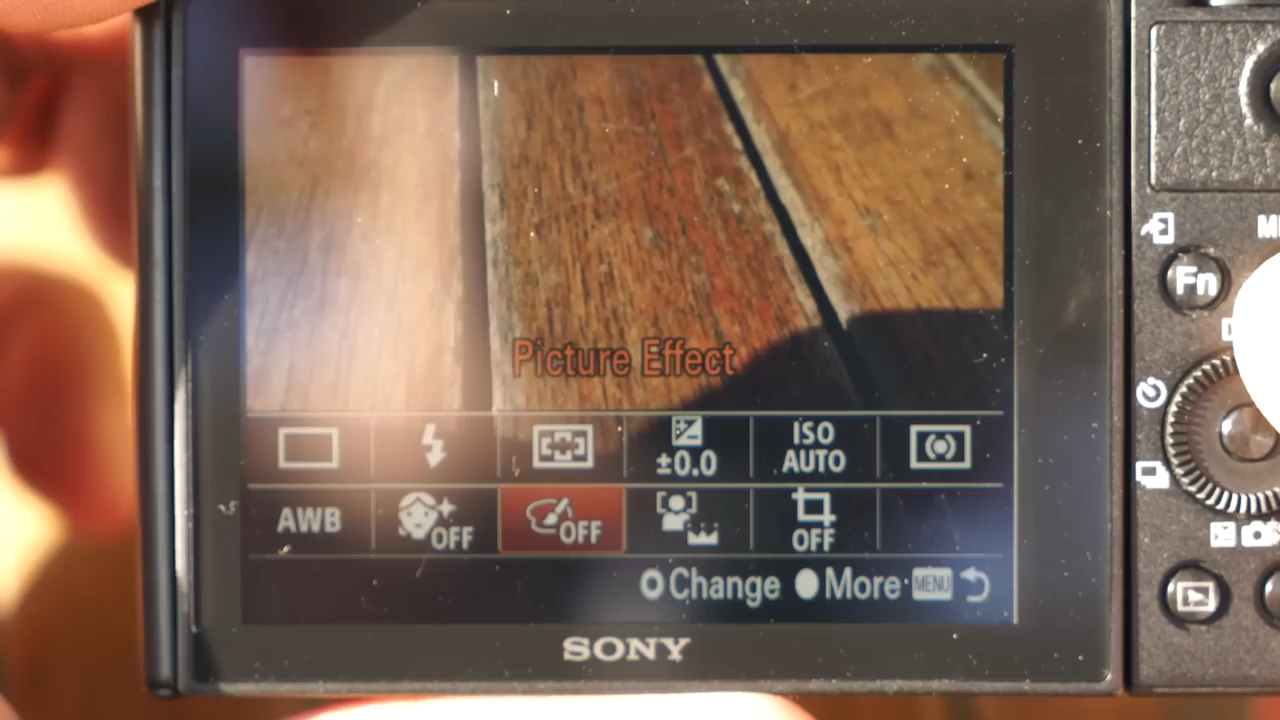 Picture Effect
±0.0
ISO
AUTO
AWB
OFF
OFF
OFF
Change
More
MENU
SONY
Fn